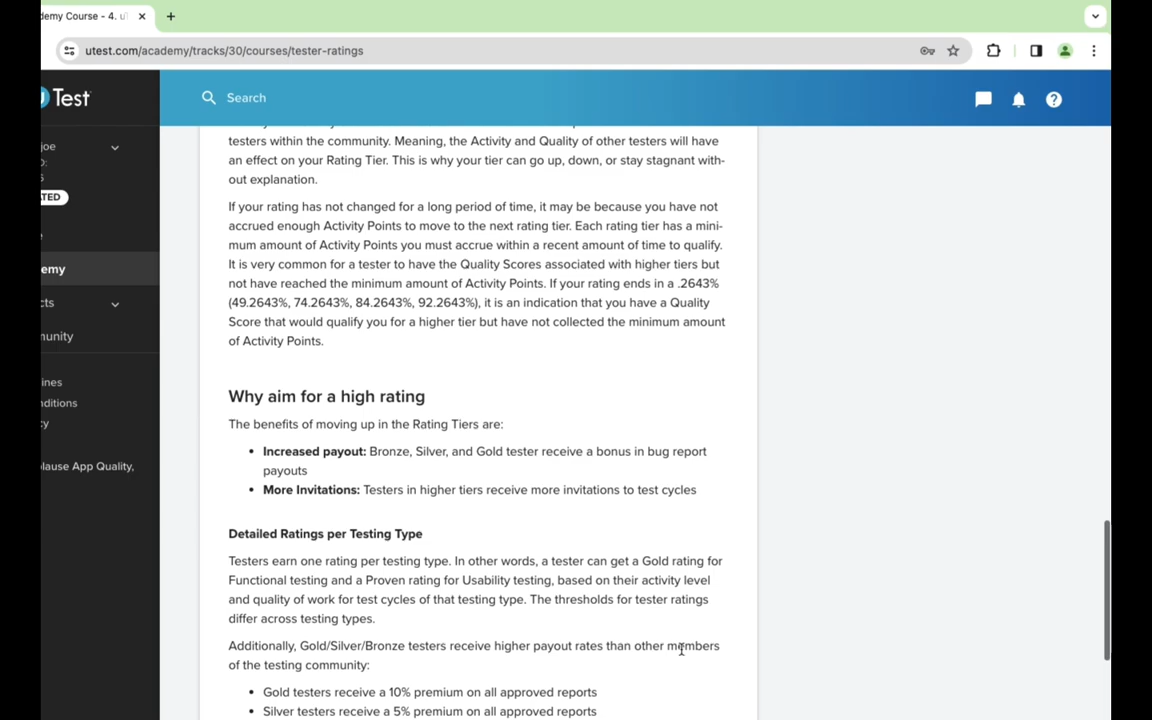 demy Course - 4. u
utest.com/academy/tracks/30/courses/tester-ratings
Test
Search
joe
TED
emy
cts
munity
ines
nditions
cy
lause App Quality,
testers within the community. Meaning, the Activity and Quality of other testers will have
an effect on your Rating Tier. This is why your tier can go up, down, or stay stagnant with-
out explanation.
If your rating has not changed for a long period of time, it may be because you have not
accrued enough Activity Points to move to the next rating tier. Each rating tier has a mini-
mum amount of Activity Points you must accrue within a recent amount of time to qualify.
It is very common for a tester to have the Quality Scores associated with higher tiers but
not have reached the minimum amount of Activity Points. If your rating ends in a .2643%
(49.2643%, 74.2643%, 84.2643%, 92.2643%), it is an indication that you have a Quality
Score that would qualify you for a higher tier but have not collected the minimum amount
of Activity Points.
Why aim for a high rating
The benefits of moving up in the Rating Tiers are:
• Increased payout: Bronze, Silver, and Gold tester receive a bonus in bug report
payouts
• More Invitations: Testers in higher tiers receive more invitations to test cycles
Detailed Ratings per Testing Type
Testers earn one rating per testing type. In other words, a tester can get a Gold rating for
Functional testing and a Proven rating for Usability testing, based on their activity level
and quality of work for test cycles of that testing type. The thresholds for tester ratings
differ across testing types.
Additionally, Gold/Silver/Bronze testers receive higher payout rates than other members
of the testing community:
• Gold testers receive a 10% premium on all approved reports
• Silver testers receive a 5% premium on all approved reports